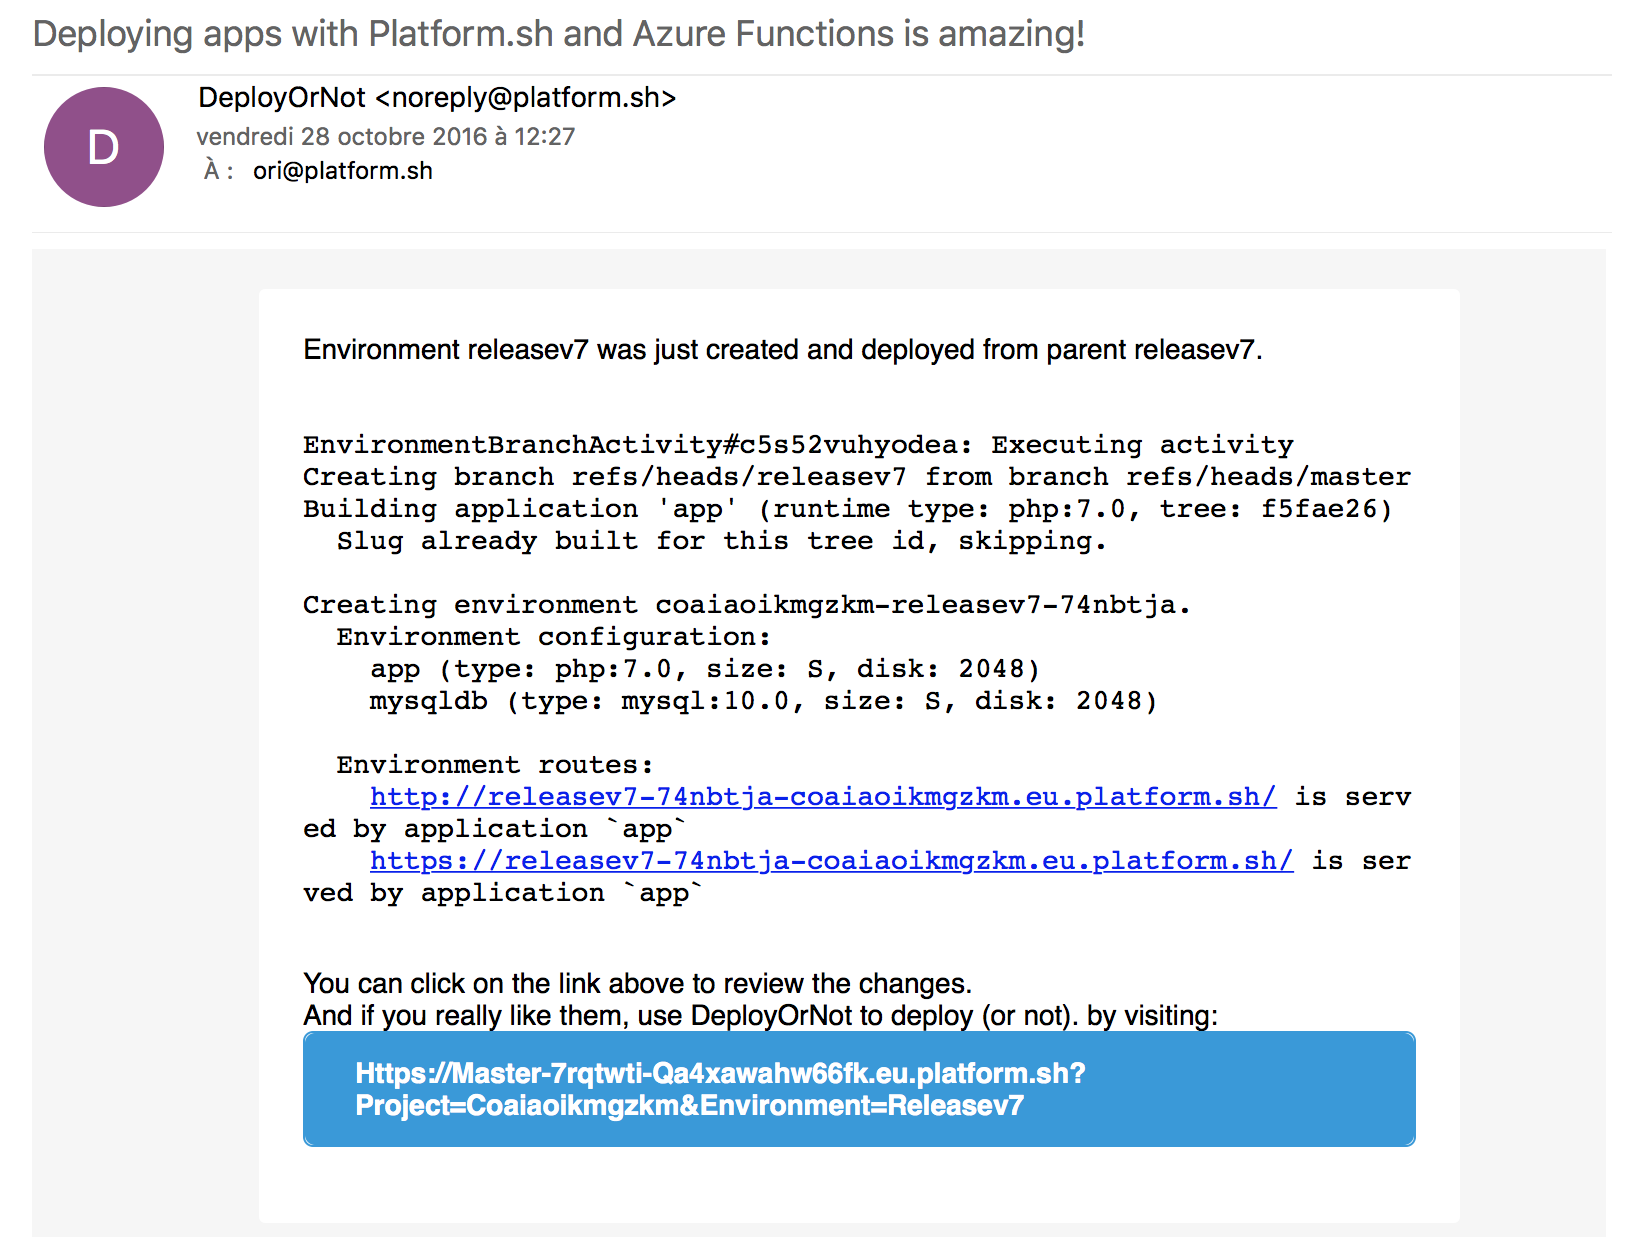 Deploying apps with Platform.sh and Azure Functions is amazing!
D
DeployOrNot <noreply@platform.sh>
vendredi 28 octobre 2016 à 12:27
À : ori@platform.sh
Environment releasev7 was just created and deployed from parent releasev7.
EnvironmentBranchActivity#c5s52vuhyodea: Executing activity
Creating branch refs/heads/releasev7 from branch refs/heads/master
Building application 'app' (runtime type: php:7.0, tree: f5fae26)
  Slug already built for this tree id, skipping.
Creating environment coaiaoikmgzkm-releasev7-74nbtja.
  Environment configuration:
    app (type: php:7.0, size: S, disk: 2048)
    mysqldb (type: mysql:10.0, size: S, disk: 2048)
  Environment routes:
    http://releasev7-74nbtja-coaiaoikmgzkm.eu.platform.sh/ is serv
ed by application `app`
    https://releasev7-74nbtja-coaiaoikmgzkm.eu.platform.sh/ is ser
ved by application `app`
You can click on the link above to review the changes.
And if you really like them, use DeployOrNot to deploy (or not). by visiting:
Https://Master-7rqtwti-Qa4xawahw66fk.eu.platform.sh?
Project=Coaiaoikmgzkm&Environment=Releasev7